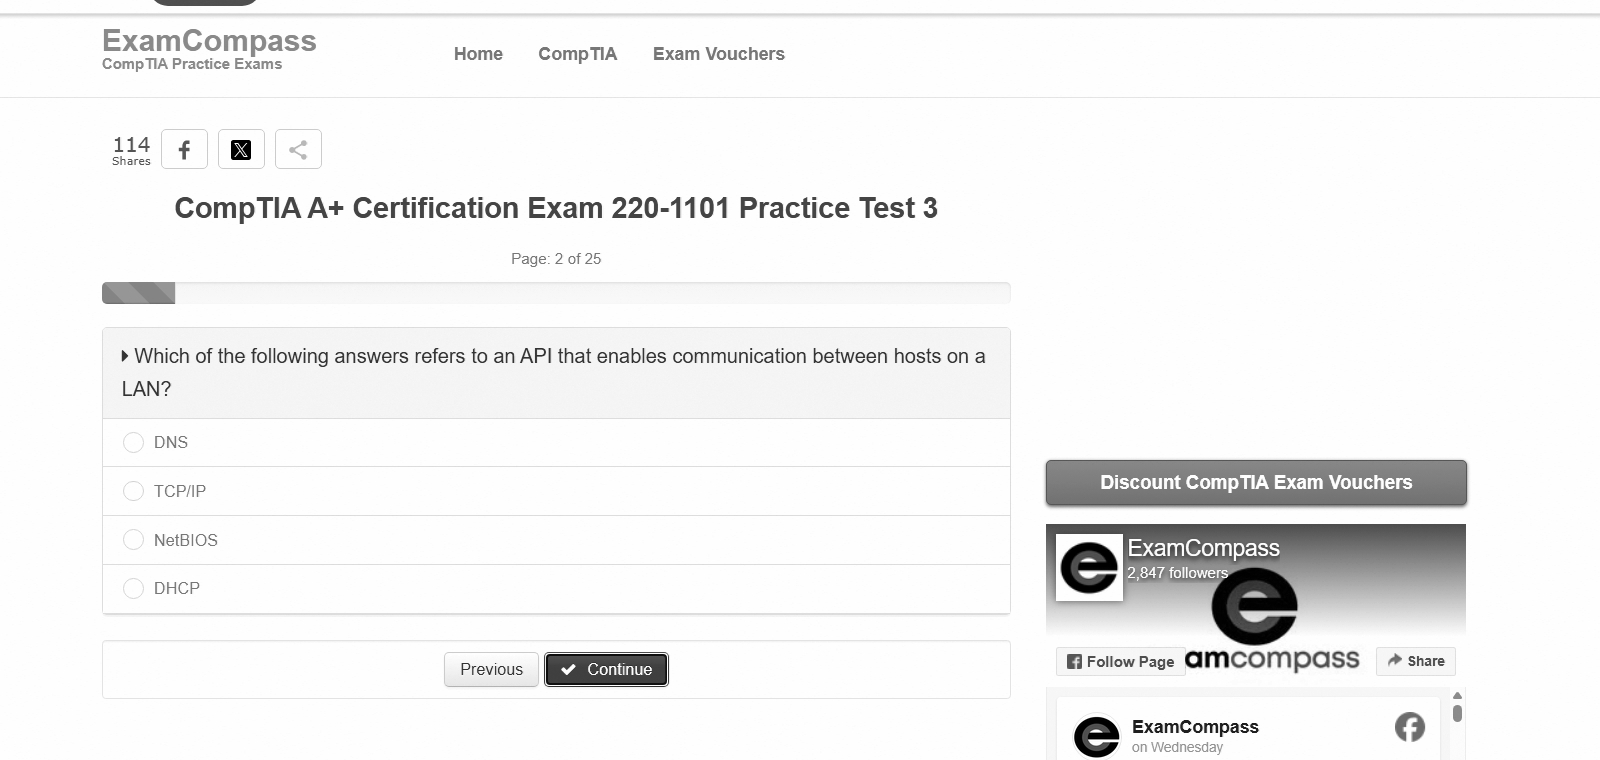 ExamCompass
CompTIA Practice Exams
Home
CompTIA
Exam Vouchers
114
Shares
CompTIA A+ Certification Exam 220-1101 Practice Test 3
Page: 2 of 25
Which of the following answers refers to an API that enables communication between hosts on a
LAN?
DNS
TCP/IP
NetBIOS
DHCP
Previous
Continue
Discount CompTIA Exam Vouchers
ExamCompass
2,847 followers
Follow Page
amcompass
Share
ExamCompass
on Wednesday